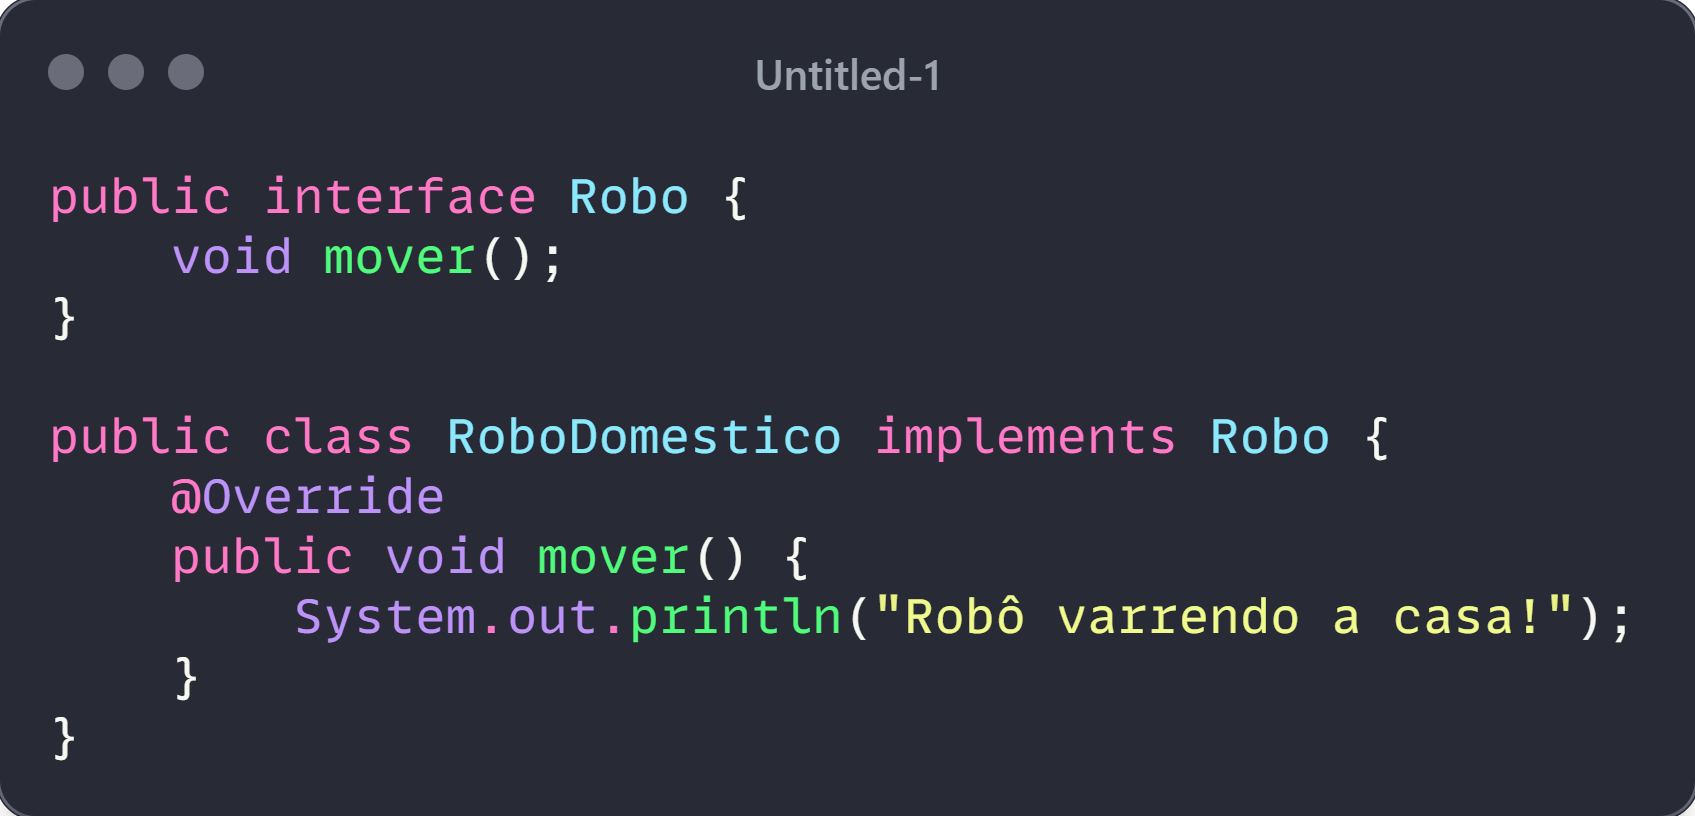 Untitled-1
public interface Robo {
    void mover();
}
public class RoboDomestico implements Robo {
    @Override
    public void mover() {
        System.out.println("Robô varrendo a casa!");
    }
}